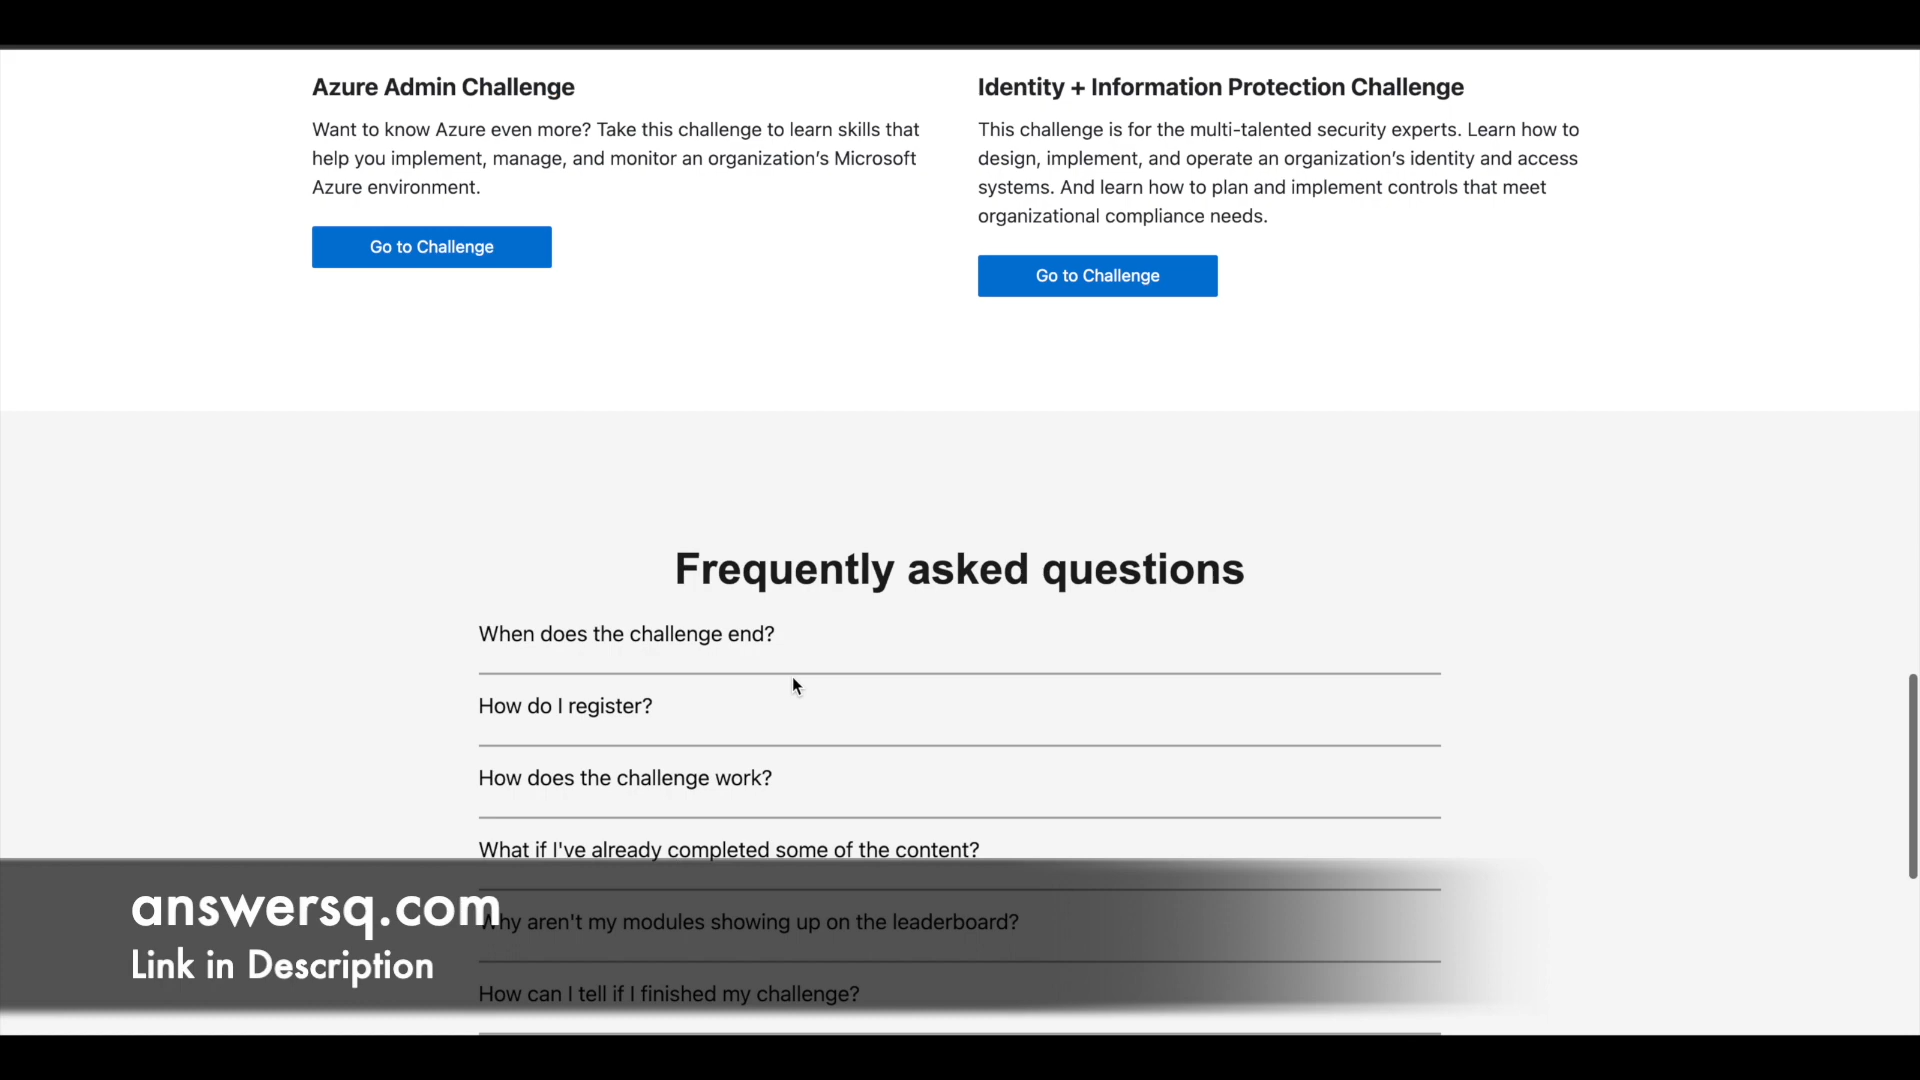 Azure Admin Challenge
Want to know Azure even more? Take this challenge to learn skills that
help you implement, manage, and monitor an organization’s Microsoft
Azure environment.
Go to Challenge
Identity + Information Protection Challenge
This challenge is for the multi-talented security experts. Learn how to
design, implement, and operate an organization’s identity and access
systems. And learn how to plan and implement controls that meet
organizational compliance needs.
Go to Challenge
Frequently asked questions
When does the challenge end?
How do I register?
How does the challenge work?
What if I've already completed some of the content?
Why aren't my modules showing up on the leaderboard?
How can I tell if I finished my challenge?
answersq.com
Link in Description